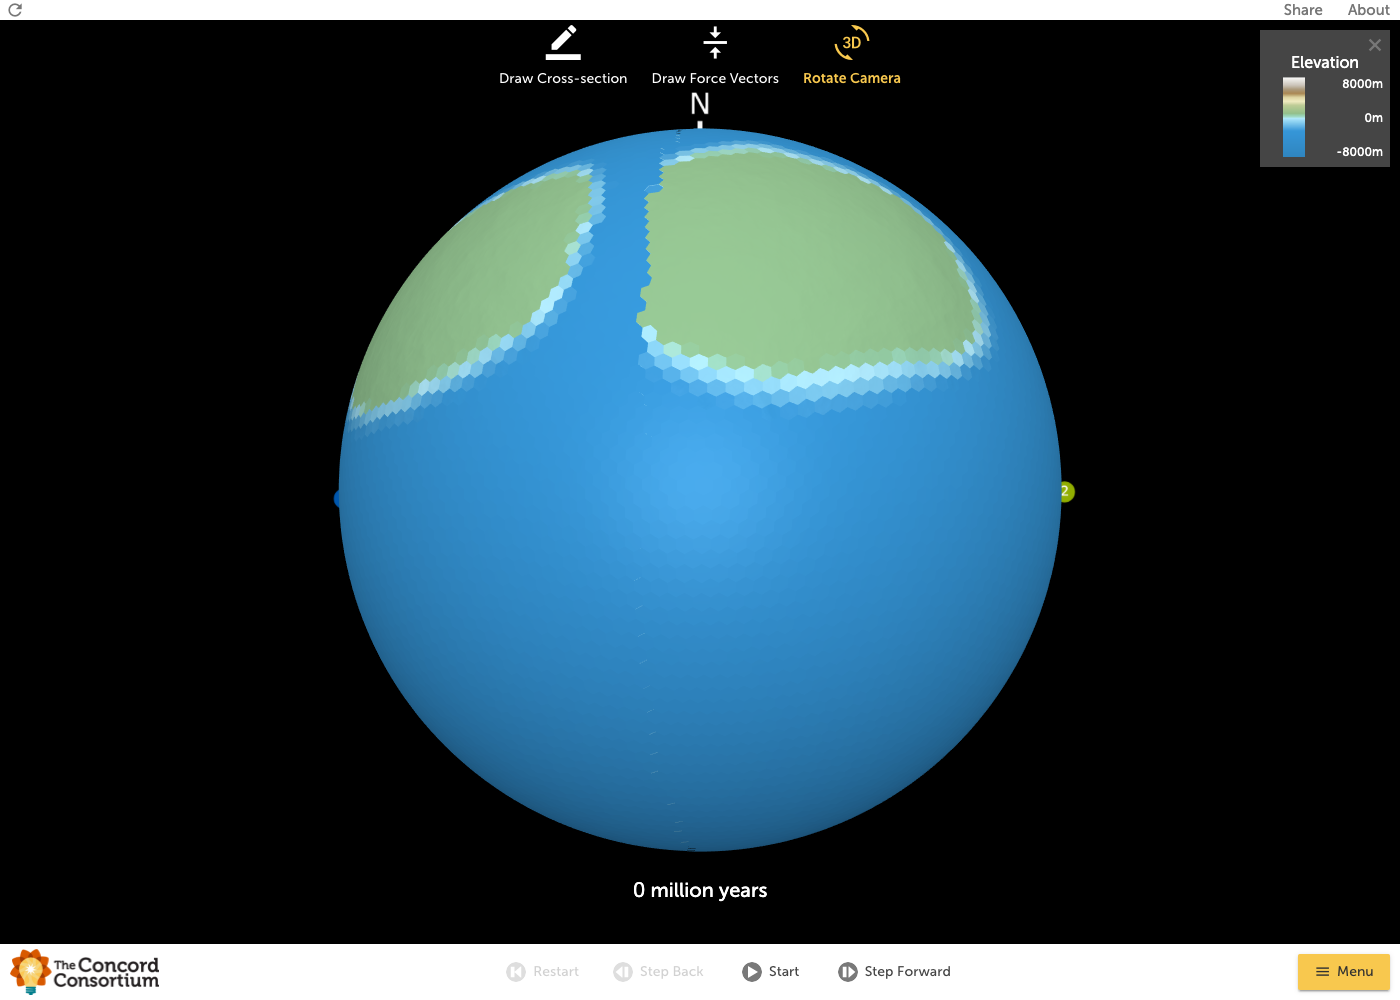 Share About
Draw Cross-section Draw Force Vectors 3D Rotate Camera
Elevation
8000m
0m
-8000m
N
2
0 million years
The Concord Consortium
Restart Step Back Start Step Forward Menu